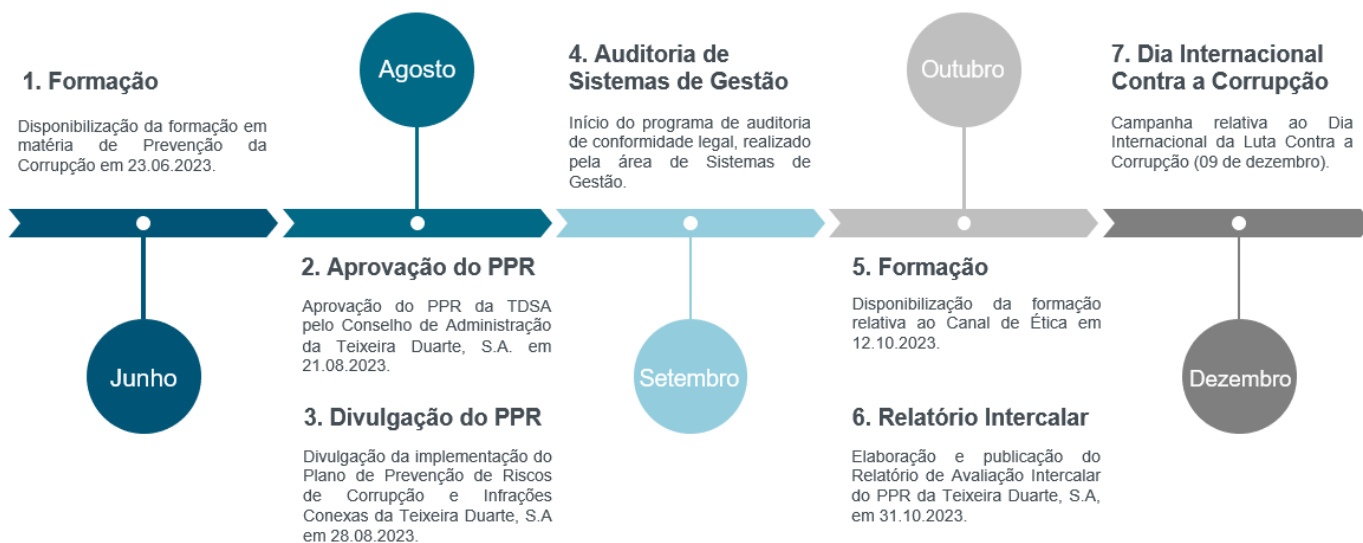 1. Formação
Disponibilização da formação em
matéria de Prevenção da
Corrupção em 23.06.2023.
Junho
Agosto
2. Aprovação do PPR
Aprovação do PPR da TDSA
pelo Conselho de Administração
da Teixeira Duarte, S.A. em
21.08.2023.
3. Divulgação do PPR
Divulgação da implementação do
Plano de Prevenção de Riscos
de Corrupção e Infrações
Conexas da Teixeira Duarte, S.A
em 28.08.2023.
4. Auditoria de
Sistemas de Gestão
Início do programa de auditoria
de conformidade legal, realizado
pela área de Sistemas de
Gestão.
Setembro
Outubro
5. Formação
Disponibilização da formação
relativa ao Canal de Ética em
12.10.2023.
6. Relatório Intercalar
Elaboração e publicação do
Relatório de Avaliação Intercalar
do PPR da Teixeira Duarte, S.A,
em 31.10.2023.
7. Dia Internacional
Contra a Corrupção
Campanha relativa ao Dia
Internacional da Luta Contra a
Corrupção (09 de dezembro).
Dezembro